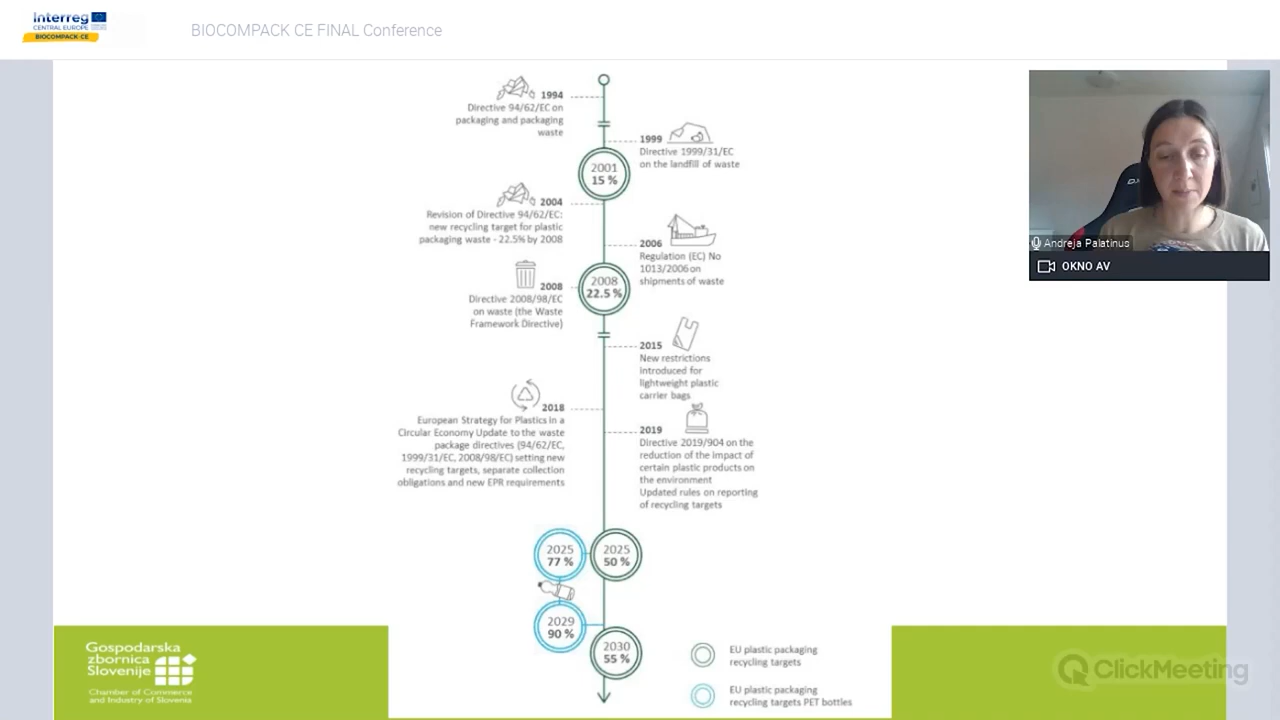 Interreg
CENTRAL EUROPE
BIOCOMPACK-CE
BIOCOMPACK CE FINAL Conference
1994
Directive 94/62/EC on
packaging and packaging
waste
1999
Directive 1999/31/EC
on the landfill of waste
2001
15 %
2004
Revision of Directive 94/62/EC:
new recycling target for plastic
packaging waste - 22.5% by 2008
2006
Regulation (EC) No
1013/2006 on
shipments of waste
2008
Directive 2008/98/EC
on waste (the Waste
Framework Directive)
2008
22.5 %
2015
New restrictions
introduced for
lightweight plastic
carrier bags
2018
European Strategy for Plastics in a
Circular Economy Update to the waste
package directives (94/62/EC,
1999/31/EC, 2008/98/EC) setting new
recycling targets, separate collection
obligations and new EPR requirements
2019
Directive 2019/904 on the
reduction of the impact of
certain plastic products on
the environment
Updated rules on reporting
of recycling targets
2025
77 %
2025
50 %
2029
90 %
2030
55 %
EU plastic packaging
recycling targets
EU plastic packaging
recycling targets PET bottles
Gospodarska
zbornica
Slovenije
Chamber of Commerce
and Industry of Slovenia
Andreja Palatinus
OKNO AV
ClickMeeting